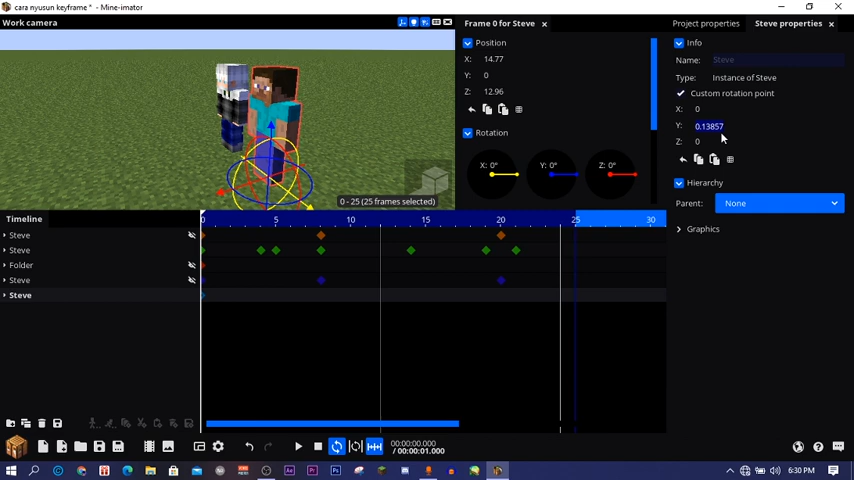 cara nyusun keyframe * - Mine-imator
Work camera
Frame 0 for Steve ×
Project properties
Steve properties ×
Position
X: 14.77
Y: 0
Z: 12.96
Rotation
X: 0° Y: 0° Z: 0°
Info
Name: Steve
Type: Instance of Steve
Custom rotation point
X: 0
Y: 0.13857
Z: 0
Hierarchy
Parent: None
Graphics
0 - 25 (25 frames selected)
Timeline
0 5 10 15 20 25 30
Steve
Steve
Folder
Steve
Steve
00:00:00.000
/ 00:00:01.000
6:30 PM